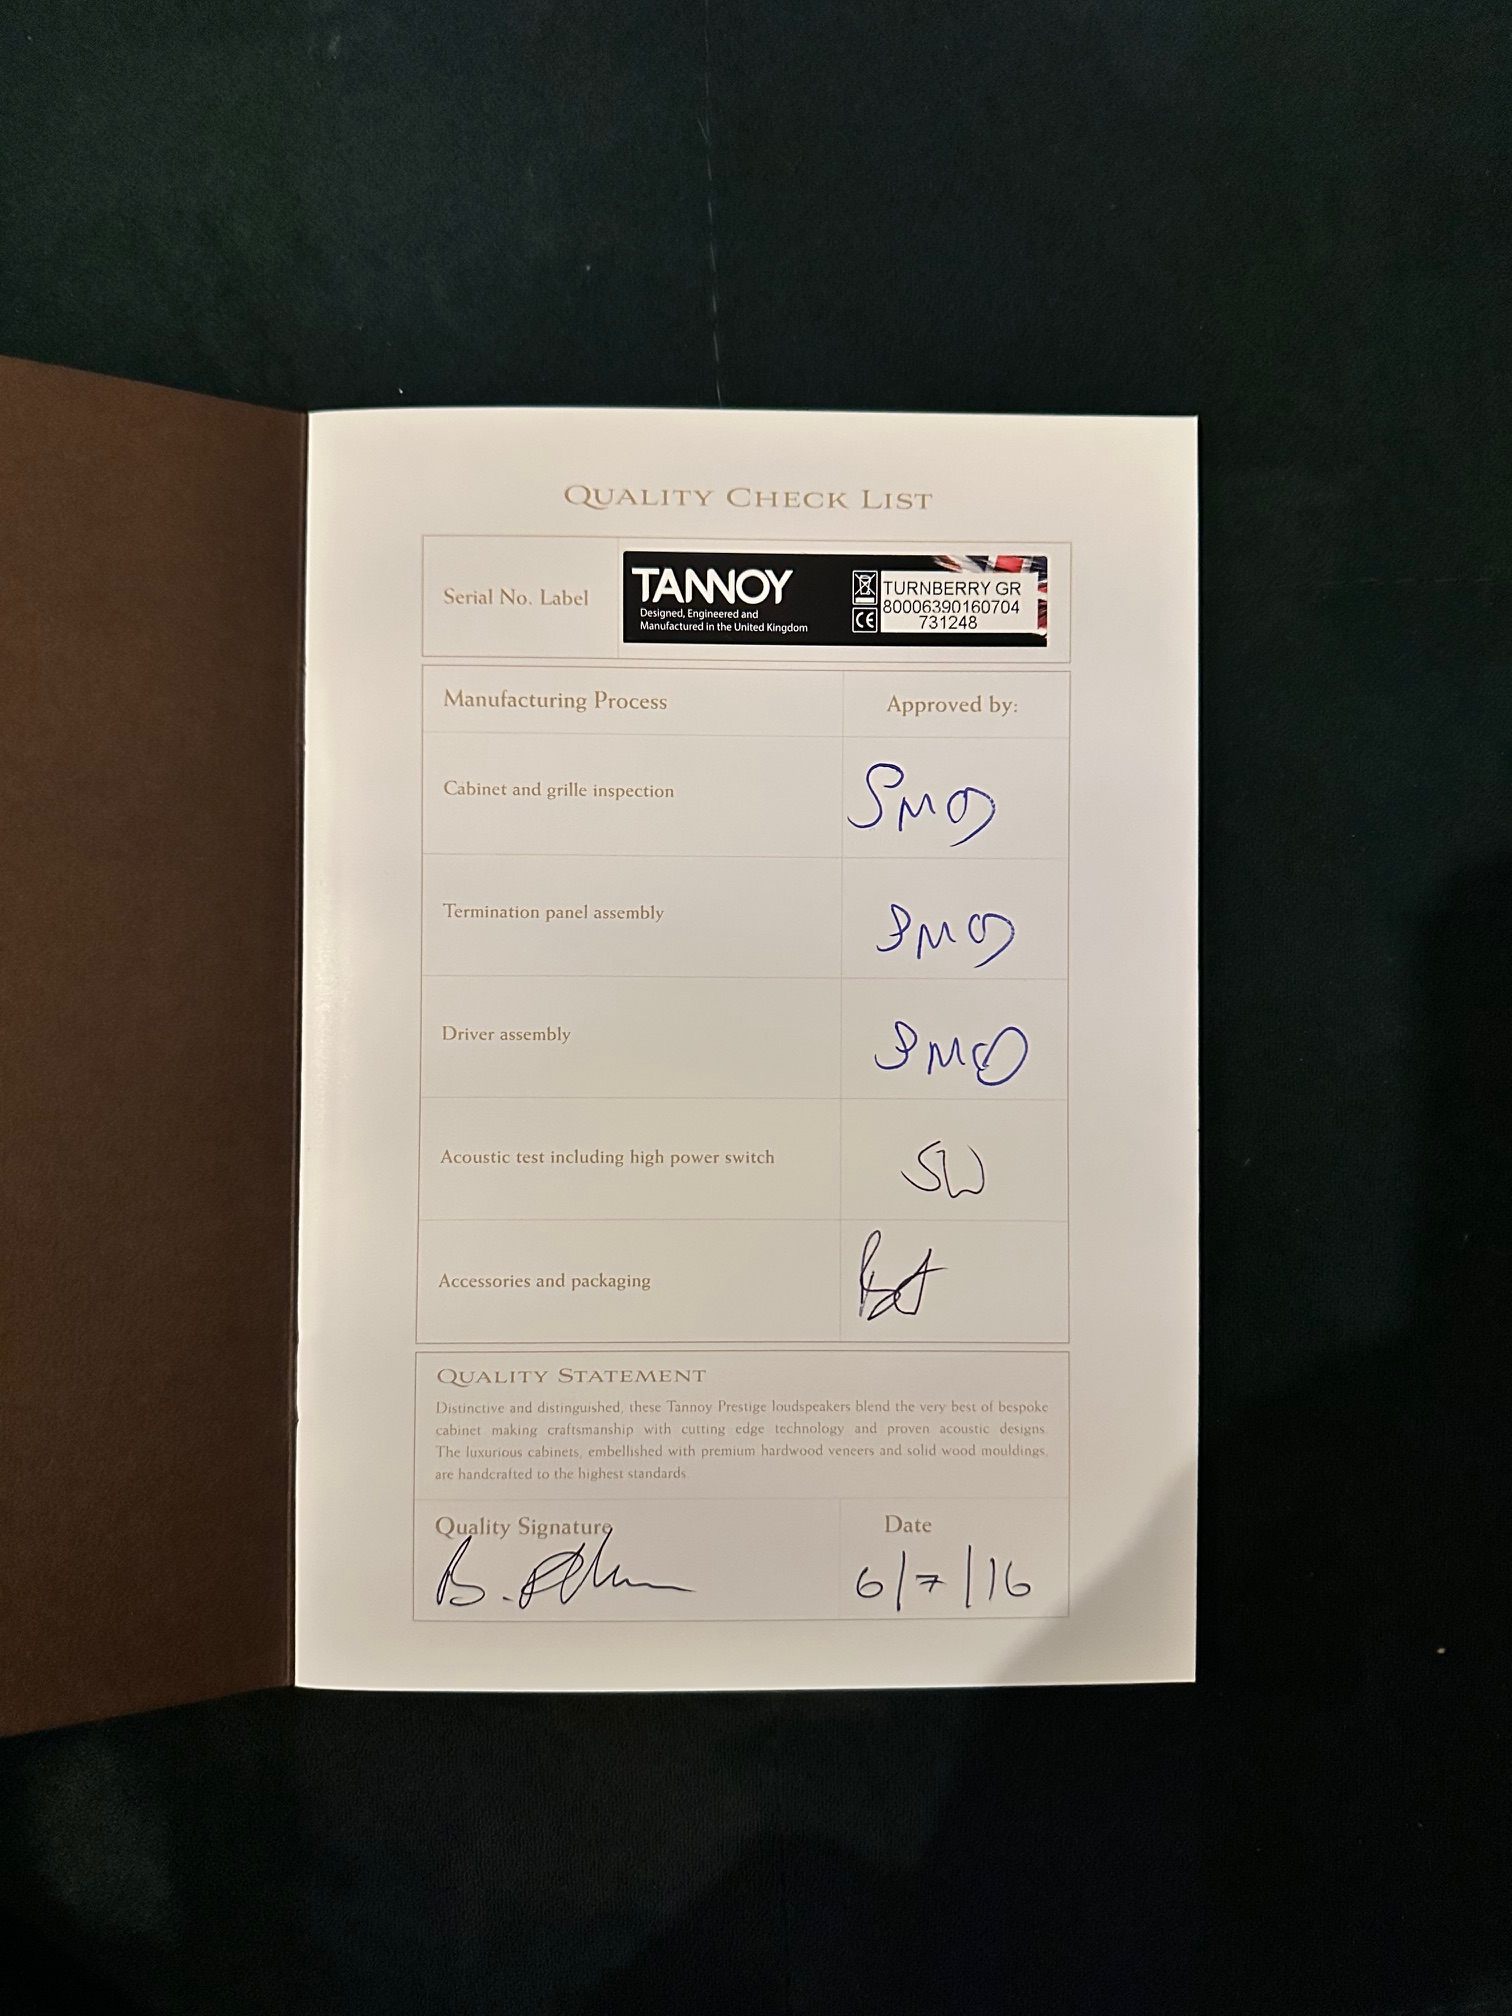 QUALITY CHECK LIST
Serial No. Label
TANNOY
Designed, Engineered and
Manufactured in the United Kingdom
CE
TURNBERRY GR
80006390160704
731248
Manufacturing Process
Approved by:
Cabinet and grille inspection
Termination panel assembly
Driver assembly
Acoustic test including high power switch
SW
Accessories and packaging
QUALITY STATEMENT
Distinctive and distinguished, these Tannoy Prestige loudspeakers blend the very best of bespoke
cabinet making craftsmanship with cutting edge technology and proven acoustic designs.
The luxurious cabinets, embellished with premium hardwood veneers and solid wood mouldings,
are handcrafted to the highest standards.
Quality Signature
Date
6/7/16